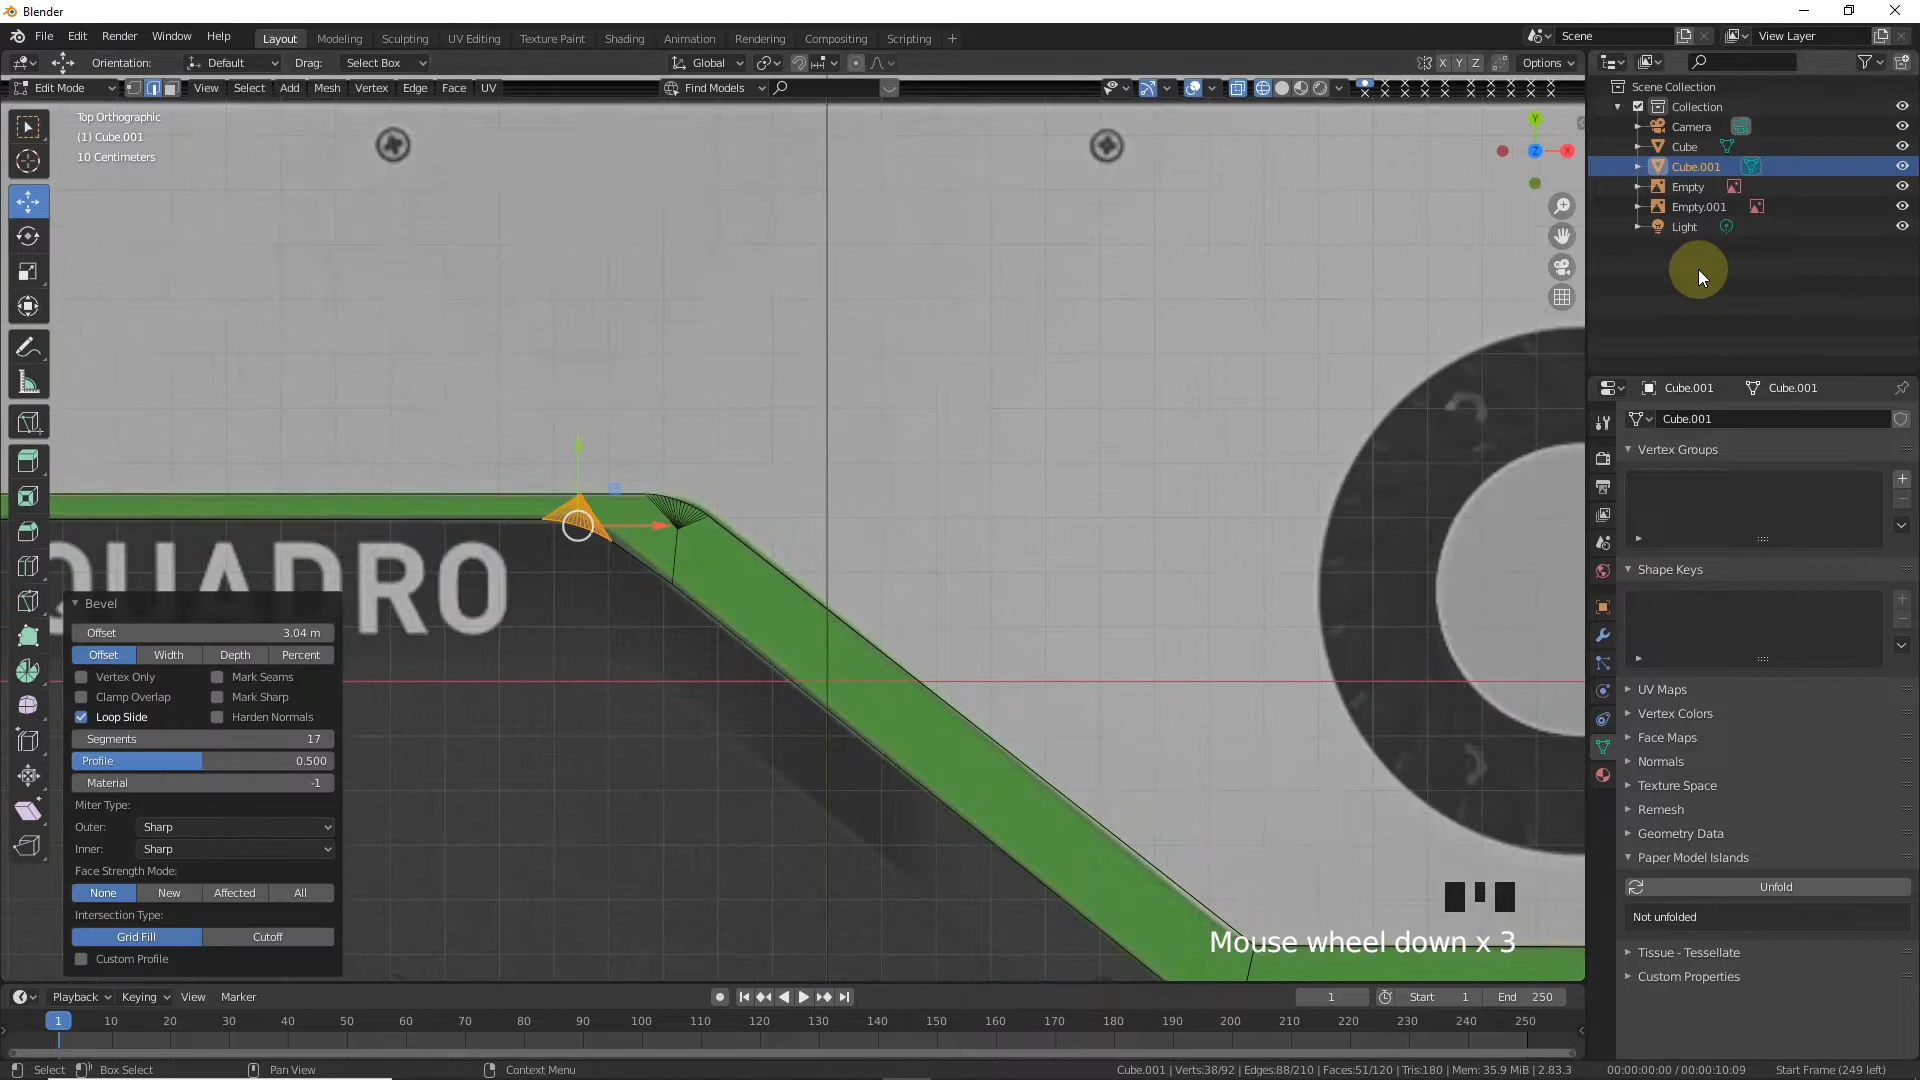 Blender
File Edit Render Window Help
Layout Modeling Sculpting UV Editing Texture Paint Shading Animation Rendering Compositing Scripting +
Scene
View Layer
Orientation: Default Drag: Select Box
Global
X Y Z Options
Edit Mode View Select Add Mesh Vertex Edge Face UV
Find Models
Top Orthographic
(1) Cube.001
10 Centimeters
Y
Z
X
Scene Collection
Collection
Camera
Cube
Cube.001
Empty
Empty.001
Light
QUADRO
Bevel
Offset 3.04 m
Offset Width Depth Percent
Vertex Only Mark Seams
Clamp Overlap Mark Sharp
Loop Slide Harden Normals
Segments 17
Profile 0.500
Material -1
Miter Type:
Outer: Sharp
Inner: Sharp
Face Strength Mode:
None New Affected All
Intersection Type:
Grid Fill Cutoff
Custom Profile
Mouse wheel down x 3
Cube.001 Cube.001
Cube.001
Vertex Groups
Shape Keys
UV Maps
Vertex Colors
Face Maps
Normals
Texture Space
Remesh
Geometry Data
Paper Model Islands
Unfold
Not unfolded
Tissue - Tessellate
Custom Properties
Playback Keying View Marker
1 Start 1 End 250
1 10 20 30 40 50 60 70 80 90 100 110 120 130 140 150 160 170 180 190 200 210 220 230 240 250
Select Box Select Pan View Context Menu
Cube.001 | Verts:38/92 | Edges:88/210 | Faces:51/120 | Tris:180 | Mem: 35.9 MiB | 2.83.3
00:00:00:00 / 00:00:10:09 Start Frame (249 left)